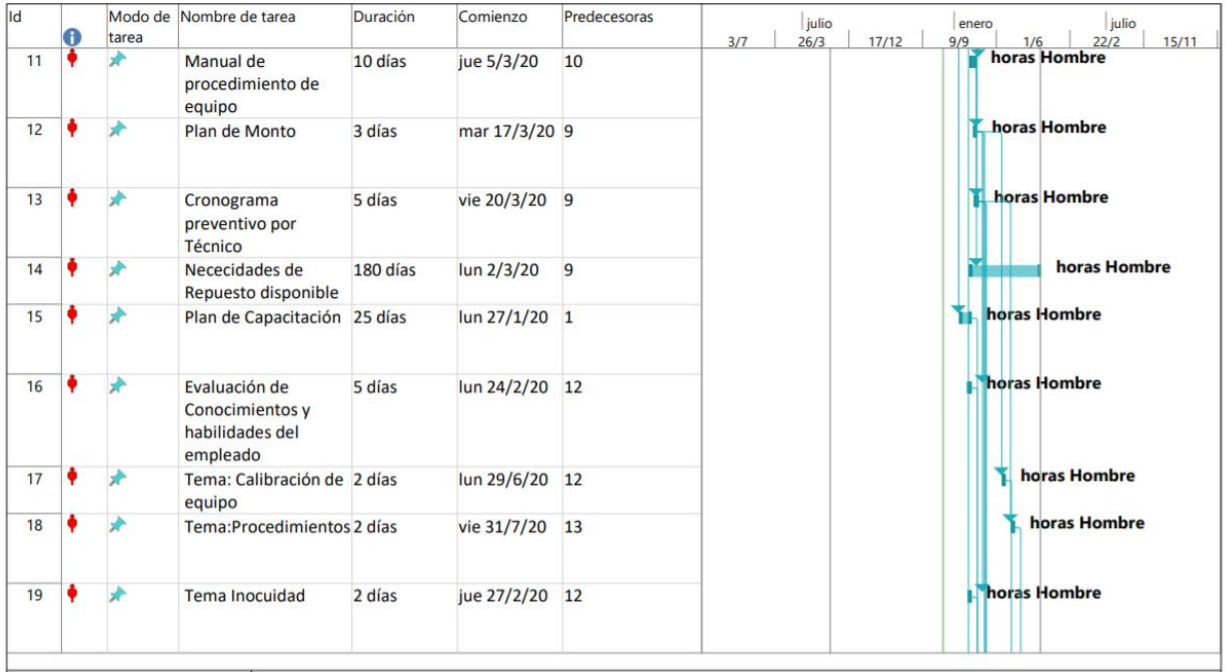 Id Modo de Nombre de tarea Duración Comienzo Predecesoras julio enero julio
tarea 3/7 26/3 17/12 9/9 1/6 22/2 15/11
11 Manual de 10 días jue 5/3/20 10 horas Hombre
procedimiento de
equipo
12 Plan de Monto 3 días mar 17/3/20 9 horas Hombre
13 Cronograma 5 días vie 20/3/20 9 horas Hombre
preventivo por
Técnico
14 Nececidades de 180 días lun 2/3/20 9 horas Hombre
Repuesto disponible
15 Plan de Capacitación 25 días lun 27/1/20 1 horas Hombre
16 Evaluación de 5 días lun 24/2/20 12 horas Hombre
Conocimientos y
habilidades del
empleado
17 Tema: Calibración de 2 días lun 29/6/20 12 horas Hombre
equipo
18 Tema:Procedimientos 2 días vie 31/7/20 13 horas Hombre
19 Tema Inocuidad 2 días jue 27/2/20 12 horas Hombre